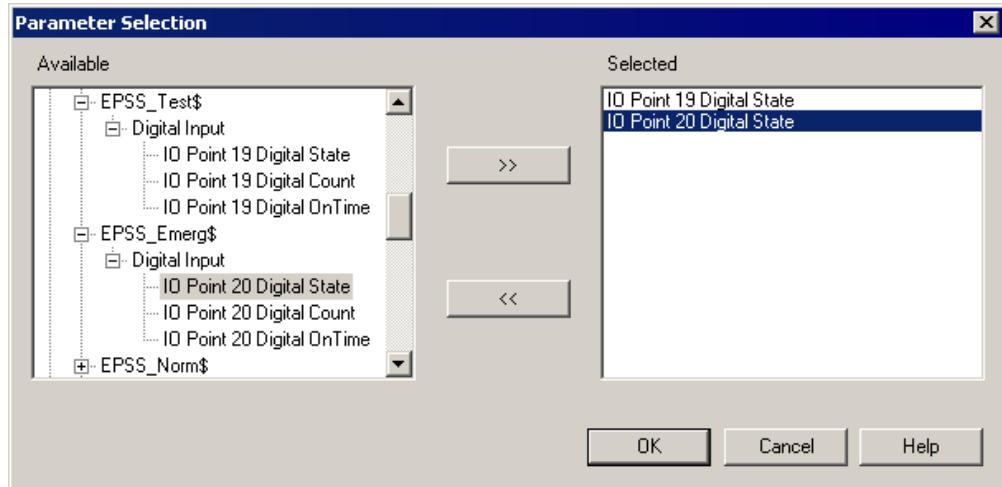 Parameter Selection
Available
EPSS_Test$
Digital Input
IO Point 19 Digital State
IO Point 19 Digital Count
IO Point 19 Digital OnTime
EPSS_Emerg$
Digital Input
IO Point 20 Digital State
IO Point 20 Digital Count
IO Point 20 Digital OnTime
EPSS_Norm$
>>
<<
Selected
IO Point 19 Digital State
IO Point 20 Digital State
OK
Cancel
Help